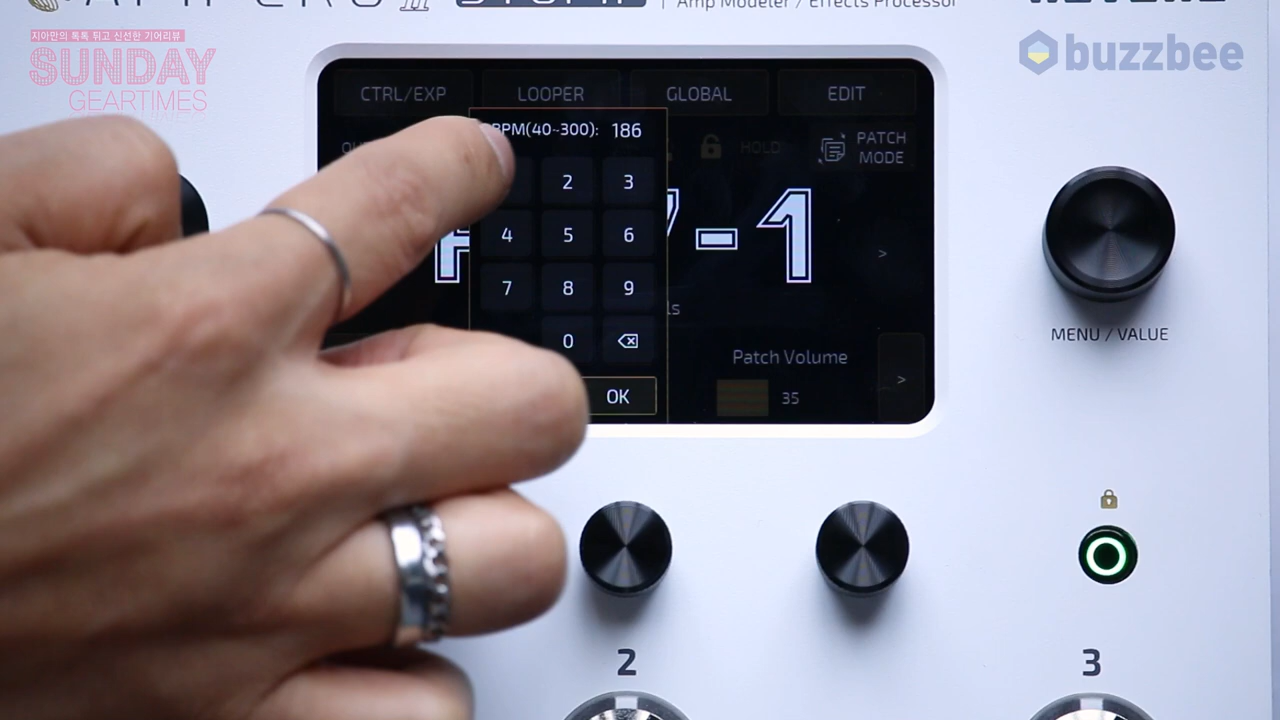 지아만의 톡톡 튀고 신선한 기어리뷰
SUNDAY
GEARTIMES
buzzbee
Amp Modeler / Effects Processor
CTRL/EXP
LOOPER
GLOBAL
EDIT
BPM(40~300): 186
HOLD
PATCH
MODE
2
3
4
5
6
7
8
9
0
OK
-1
>
Patch Volume
35
>
MENU / VALUE
2
3